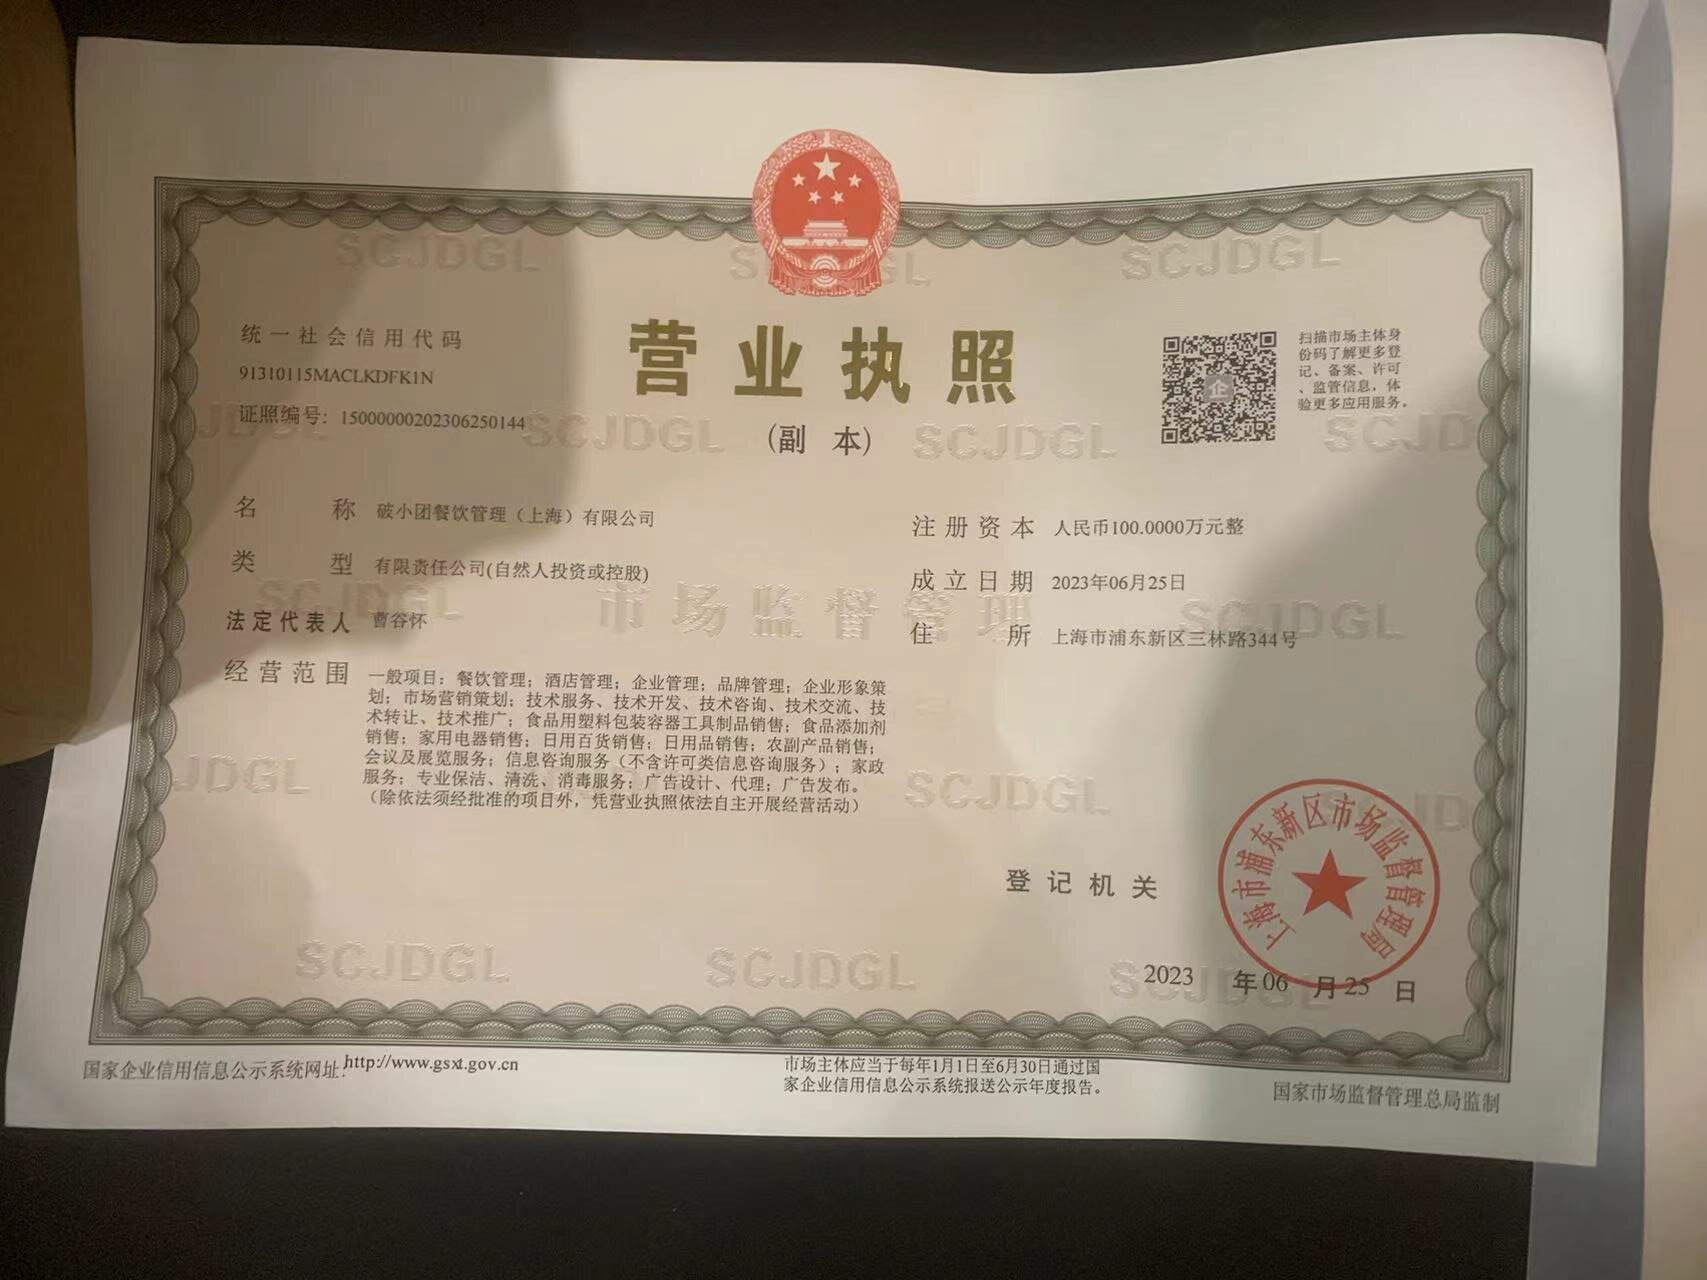 统一社会信用代码
91310115MACLKDFK1N
证照编号：15000000202306250144
营业执照
（副 本）
扫描市场主体身
份码了解更多登
记、备案、许可
、监管信息，体
验更多应用服务。
名 称 破小团餐饮管理（上海）有限公司
类 型 有限责任公司(自然人投资或控股)
法定代表人 曹谷怀
经营范围 一般项目：餐饮管理；酒店管理；企业管理；品牌管理；企业形象策
划；市场营销策划；技术服务、技术开发、技术咨询、技术交流、技
术转让、技术推广；食品用塑料包装容器工具制品销售；食品添加剂
销售；家用电器销售；日用百货销售；日用品销售；农副产品销售；
会议及展览服务；信息咨询服务（不含许可类信息咨询服务）；家政
服务；专业保洁、清洗、消毒服务；广告设计、代理；广告发布。
（除依法须经批准的项目外，凭营业执照依法自主开展经营活动）
注册资本 人民币100.0000万元整
成立日期 2023年06月25日
住 所 上海市浦东新区三林路344号
市场监督管理
SCJDGL
登记机关
上海市浦东新区市场监督管理局
2023 年 06 月 25 日
国家企业信用信息公示系统网址：http://www.gsxt.gov.cn
市场主体应当于每年1月1日至6月30日通过国
家企业信用信息公示系统报送公示年度报告。
国家市场监督管理总局监制